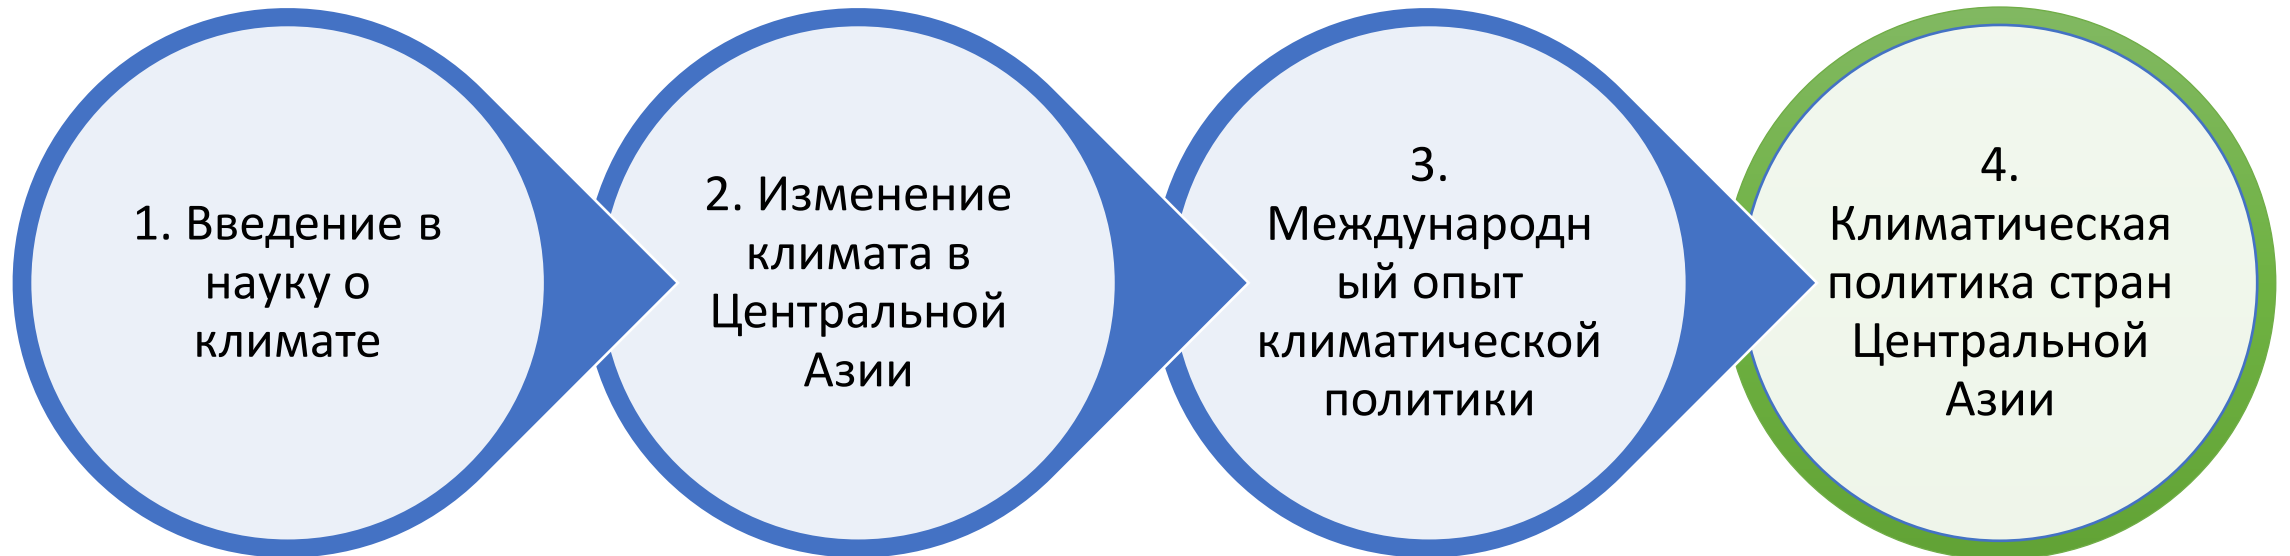 1. Введение в
науку о
климате
2. Изменение
климата в
Центральной
Азии
3.
Международн
ый опыт
климатической
политики
4.
Климатическая
политика стран
Центральной
Азии